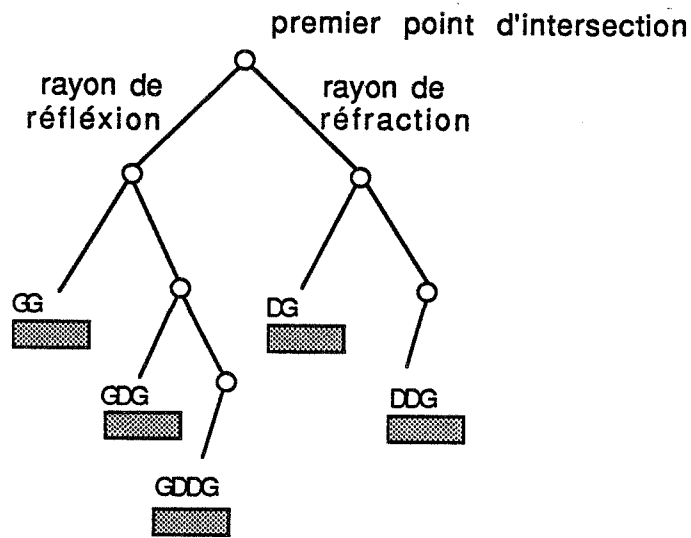 premier point d'intersection
rayon de
réfléxion
rayon de
réfraction
GG
DG
GDG
DDG
GDDG